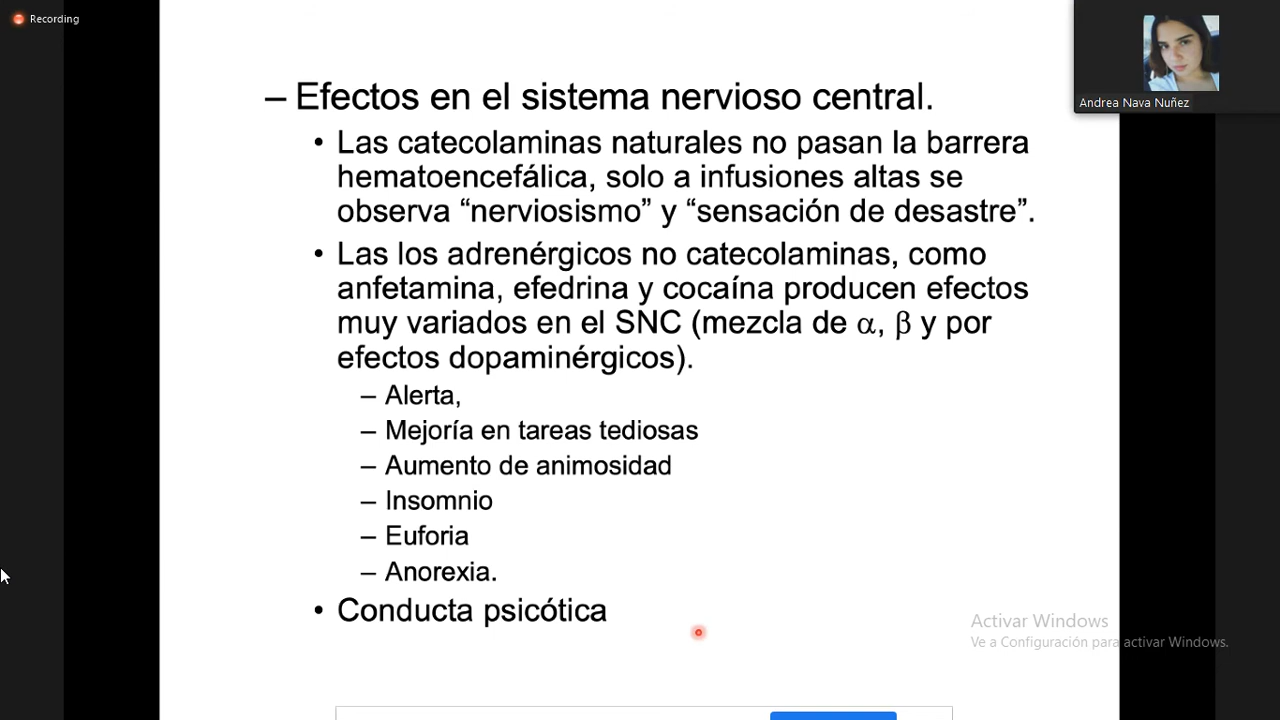 Recording
– Efectos en el sistema nervioso central.
• Las catecolaminas naturales no pasan la barrera
hematoencefálica, solo a infusiones altas se
observa “nerviosismo” y “sensación de desastre”.
• Las los adrenérgicos no catecolaminas, como
anfetamina, efedrina y cocaína producen efectos
muy variados en el SNC (mezcla de α, β y por
efectos dopaminérgicos).
– Alerta,
– Mejoría en tareas tediosas
– Aumento de animosidad
– Insomnio
– Euforia
– Anorexia.
• Conducta psicótica
Andrea Nava Nuñez
Activar Windows
Ve a Configuración para activar Windows.